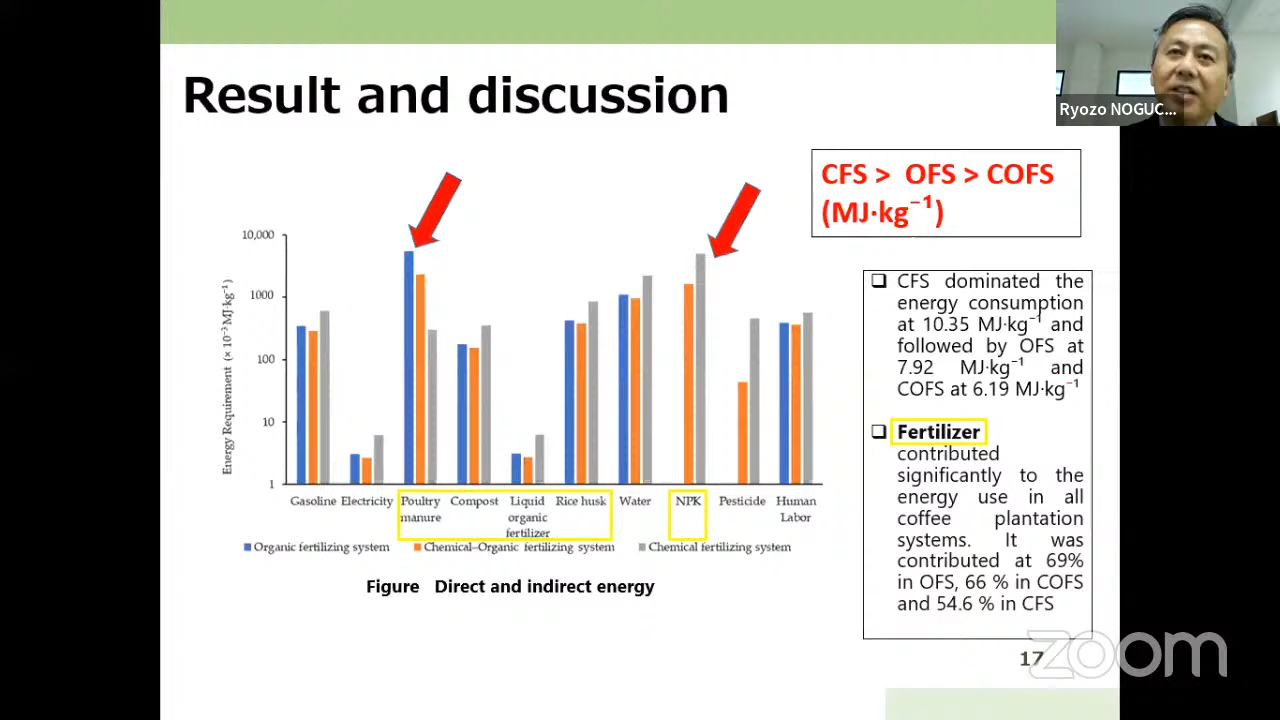 Result and discussion
Ryozo NOGUC...
CFS > OFS > COFS
(MJ·kg⁻¹)
10,000
1000
100
10
1
Energy Requirement (× 10⁻³ MJ·kg⁻¹)
Gasoline Electricity Poultry Compost Liquid Rice husk Water NPK Pesticide Human
manure organic Labor
fertilizer
Organic fertilizing system Chemical–Organic fertilizing system Chemical fertilizing system
Figure Direct and indirect energy
❑ CFS dominated the
energy consumption
at 10.35 MJ·kg⁻¹ and
followed by OFS at
7.92 MJ·kg⁻¹ and
COFS at 6.19 MJ·kg⁻¹
❑ Fertilizer
contributed
significantly to the
energy use in all
coffee plantation
systems. It was
contributed at 69%
in OFS, 66 % in COFS
and 54.6 % in CFS
17
zoom